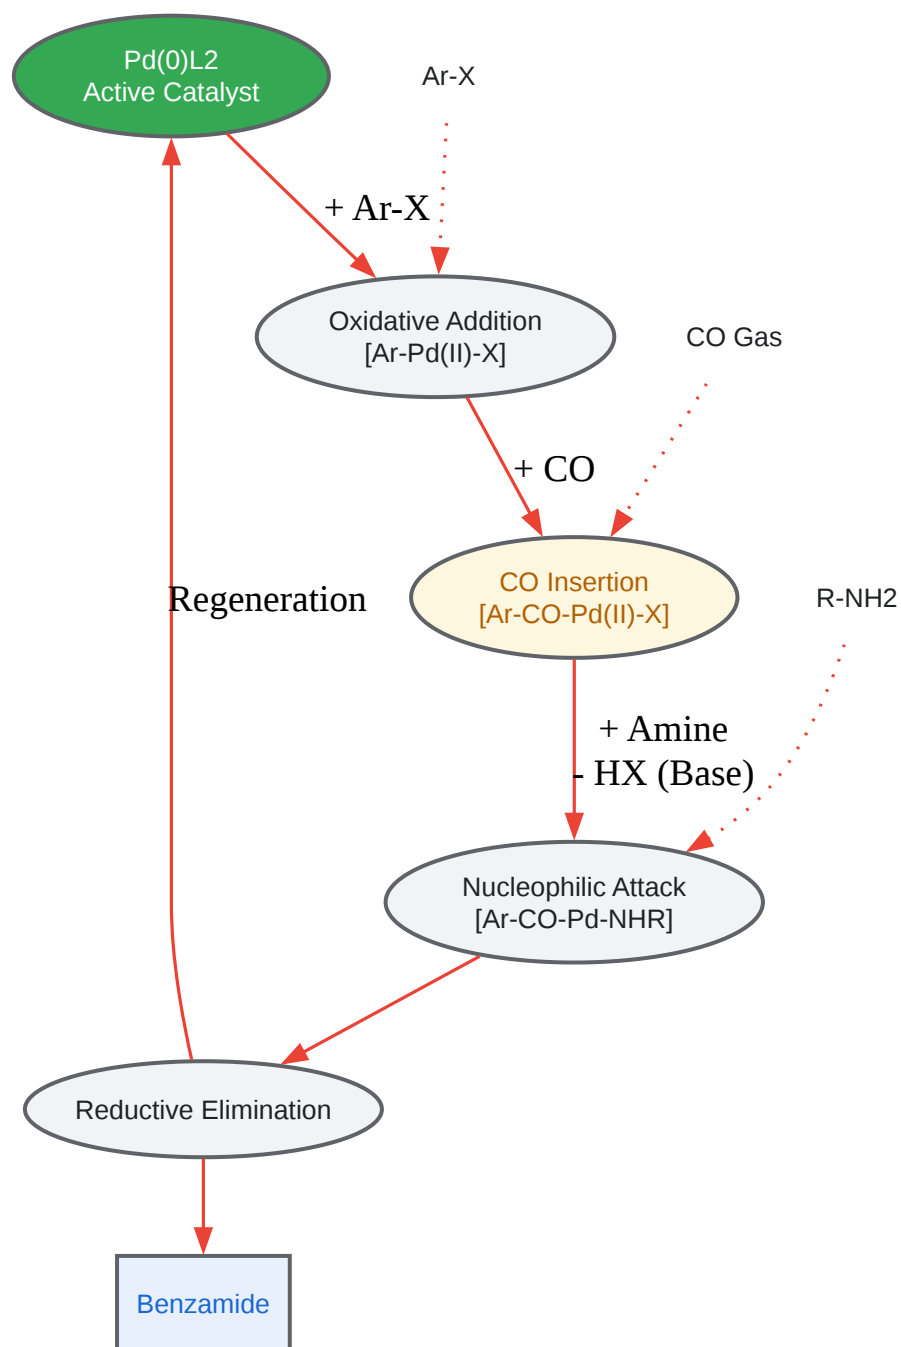 Pd(0)L2
Active Catalyst
Ar-X
+ Ar-X
Oxidative Addition
[Ar-Pd(II)-X]
CO Gas
+ CO
CO Insertion
[Ar-CO-Pd(II)-X]
R-NH2
Regeneration
+ Amine
- HX (Base)
Nucleophilic Attack
[Ar-CO-Pd-NHR]
Reductive Elimination
Benzamide